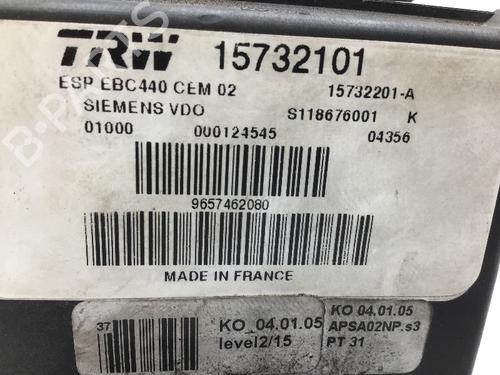 TRW 15732101
ESP EBC440 CEM 02 15732201-A
SIEMENS VDO S118676001 K
01000 000124545 04356
9657462080
MADE IN FRANCE
37
KO_04.01.05
level2/15
KO 04.01.05
APSA02NP.s3
PT 31
B-PARTS